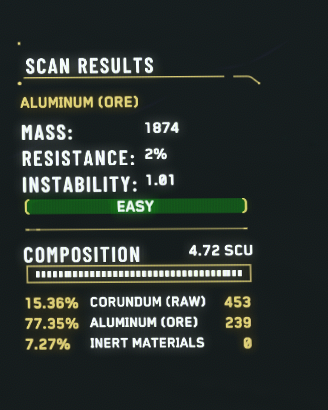 SCAN RESULTS
ALUMINUM (ORE)
MASS: 1874
RESISTANCE: 2%
INSTABILITY: 1.01
EASY
COMPOSITION 4.72 SCU
15.36% CORUNDUM (RAW) 453
77.35% ALUMINUM (ORE) 239
7.27% INERT MATERIALS 0